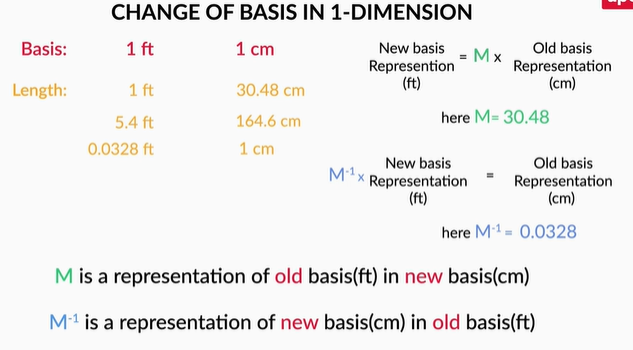 CHANGE OF BASIS IN 1-DIMENSION
Basis: 1 ft 1 cm
Length: 1 ft 30.48 cm
5.4 ft 164.6 cm
0.0328 ft 1 cm
New basis Represention (ft) = M x Old basis Representation (cm)
here M= 30.48
M-1 x New basis Representation (ft) = Old basis Representation (cm)
here M-1 = 0.0328
M is a representation of old basis(ft) in new basis(cm)
M-1 is a representation of new basis(cm) in old basis(ft)